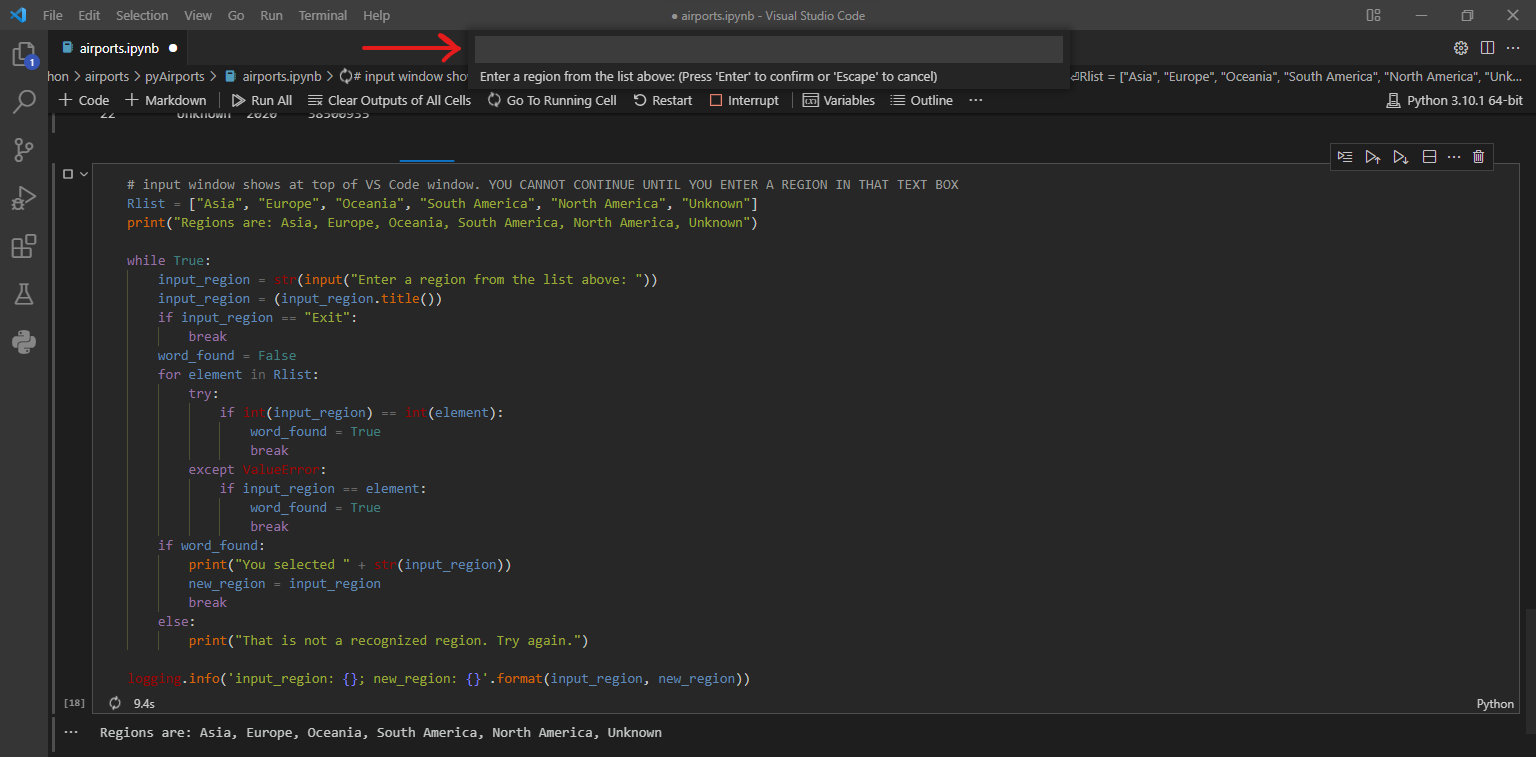 File Edit Selection View Go Run Terminal Help
● airports.ipynb - Visual Studio Code
1
airports.ipynb ●
Enter a region from the list above: (Press 'Enter' to confirm or 'Escape' to cancel)
hon > airports > pyAirports > airports.ipynb > # input window sho
Rlist = ["Asia", "Europe", "Oceania", "South America", "North America", "Unk...
+ Code + Markdown Run All Clear Outputs of All Cells Go To Running Cell Restart Interrupt Variables Outline ...
Python 3.10.1 64-bit
22 Unknown 2020 38500935
# input window shows at top of VS Code window. YOU CANNOT CONTINUE UNTIL YOU ENTER A REGION IN THAT TEXT BOX
Rlist = ["Asia", "Europe", "Oceania", "South America", "North America", "Unknown"]
print("Regions are: Asia, Europe, Oceania, South America, North America, Unknown")
while True:
    input_region = str(input("Enter a region from the list above: "))
    input_region = (input_region.title())
    if input_region == "Exit":
        break
    word_found = False
    for element in Rlist:
        try:
            if int(input_region) == int(element):
                word_found = True
                break
        except ValueError:
            if input_region == element:
                word_found = True
                break
    if word_found:
        print("You selected " + str(input_region))
        new_region = input_region
        break
    else:
        print("That is not a recognized region. Try again.")
logging.info('input_region: {}; new_region: {}'.format(input_region, new_region))
[18] 9.4s
Python
... Regions are: Asia, Europe, Oceania, South America, North America, Unknown